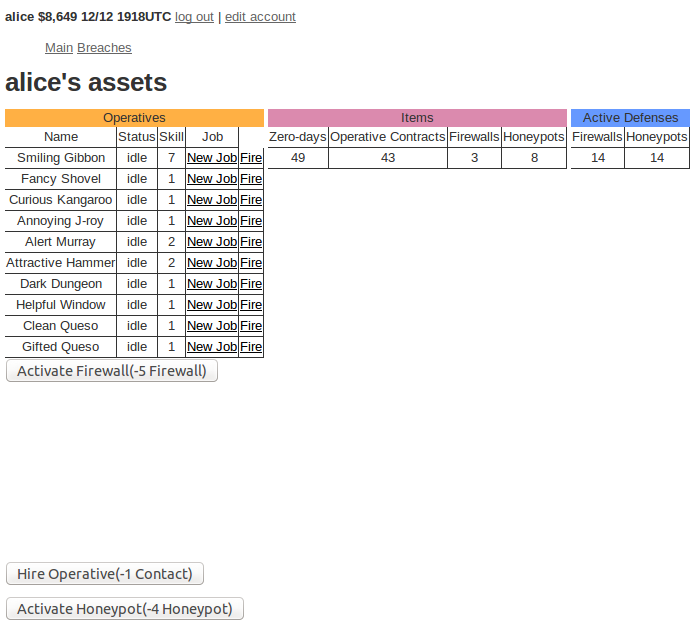 alice $8,649 12/12 1918UTC log out | edit account
Main Breaches
alice's assets
Operatives Items Active Defenses
Name Status Skill Job Zero-days Operative Contracts Firewalls Honeypots Firewalls Honeypots
Smiling Gibbon idle 7 New Job Fire 49 43 3 8 14 14
Fancy Shovel idle 1 New Job Fire
Curious Kangaroo idle 1 New Job Fire
Annoying J-roy idle 1 New Job Fire
Alert Murray idle 2 New Job Fire
Attractive Hammer idle 2 New Job Fire
Dark Dungeon idle 1 New Job Fire
Helpful Window idle 1 New Job Fire
Clean Queso idle 1 New Job Fire
Gifted Queso idle 1 New Job Fire
Activate Firewall(-5 Firewall)
Hire Operative(-1 Contact)
Activate Honeypot(-4 Honeypot)